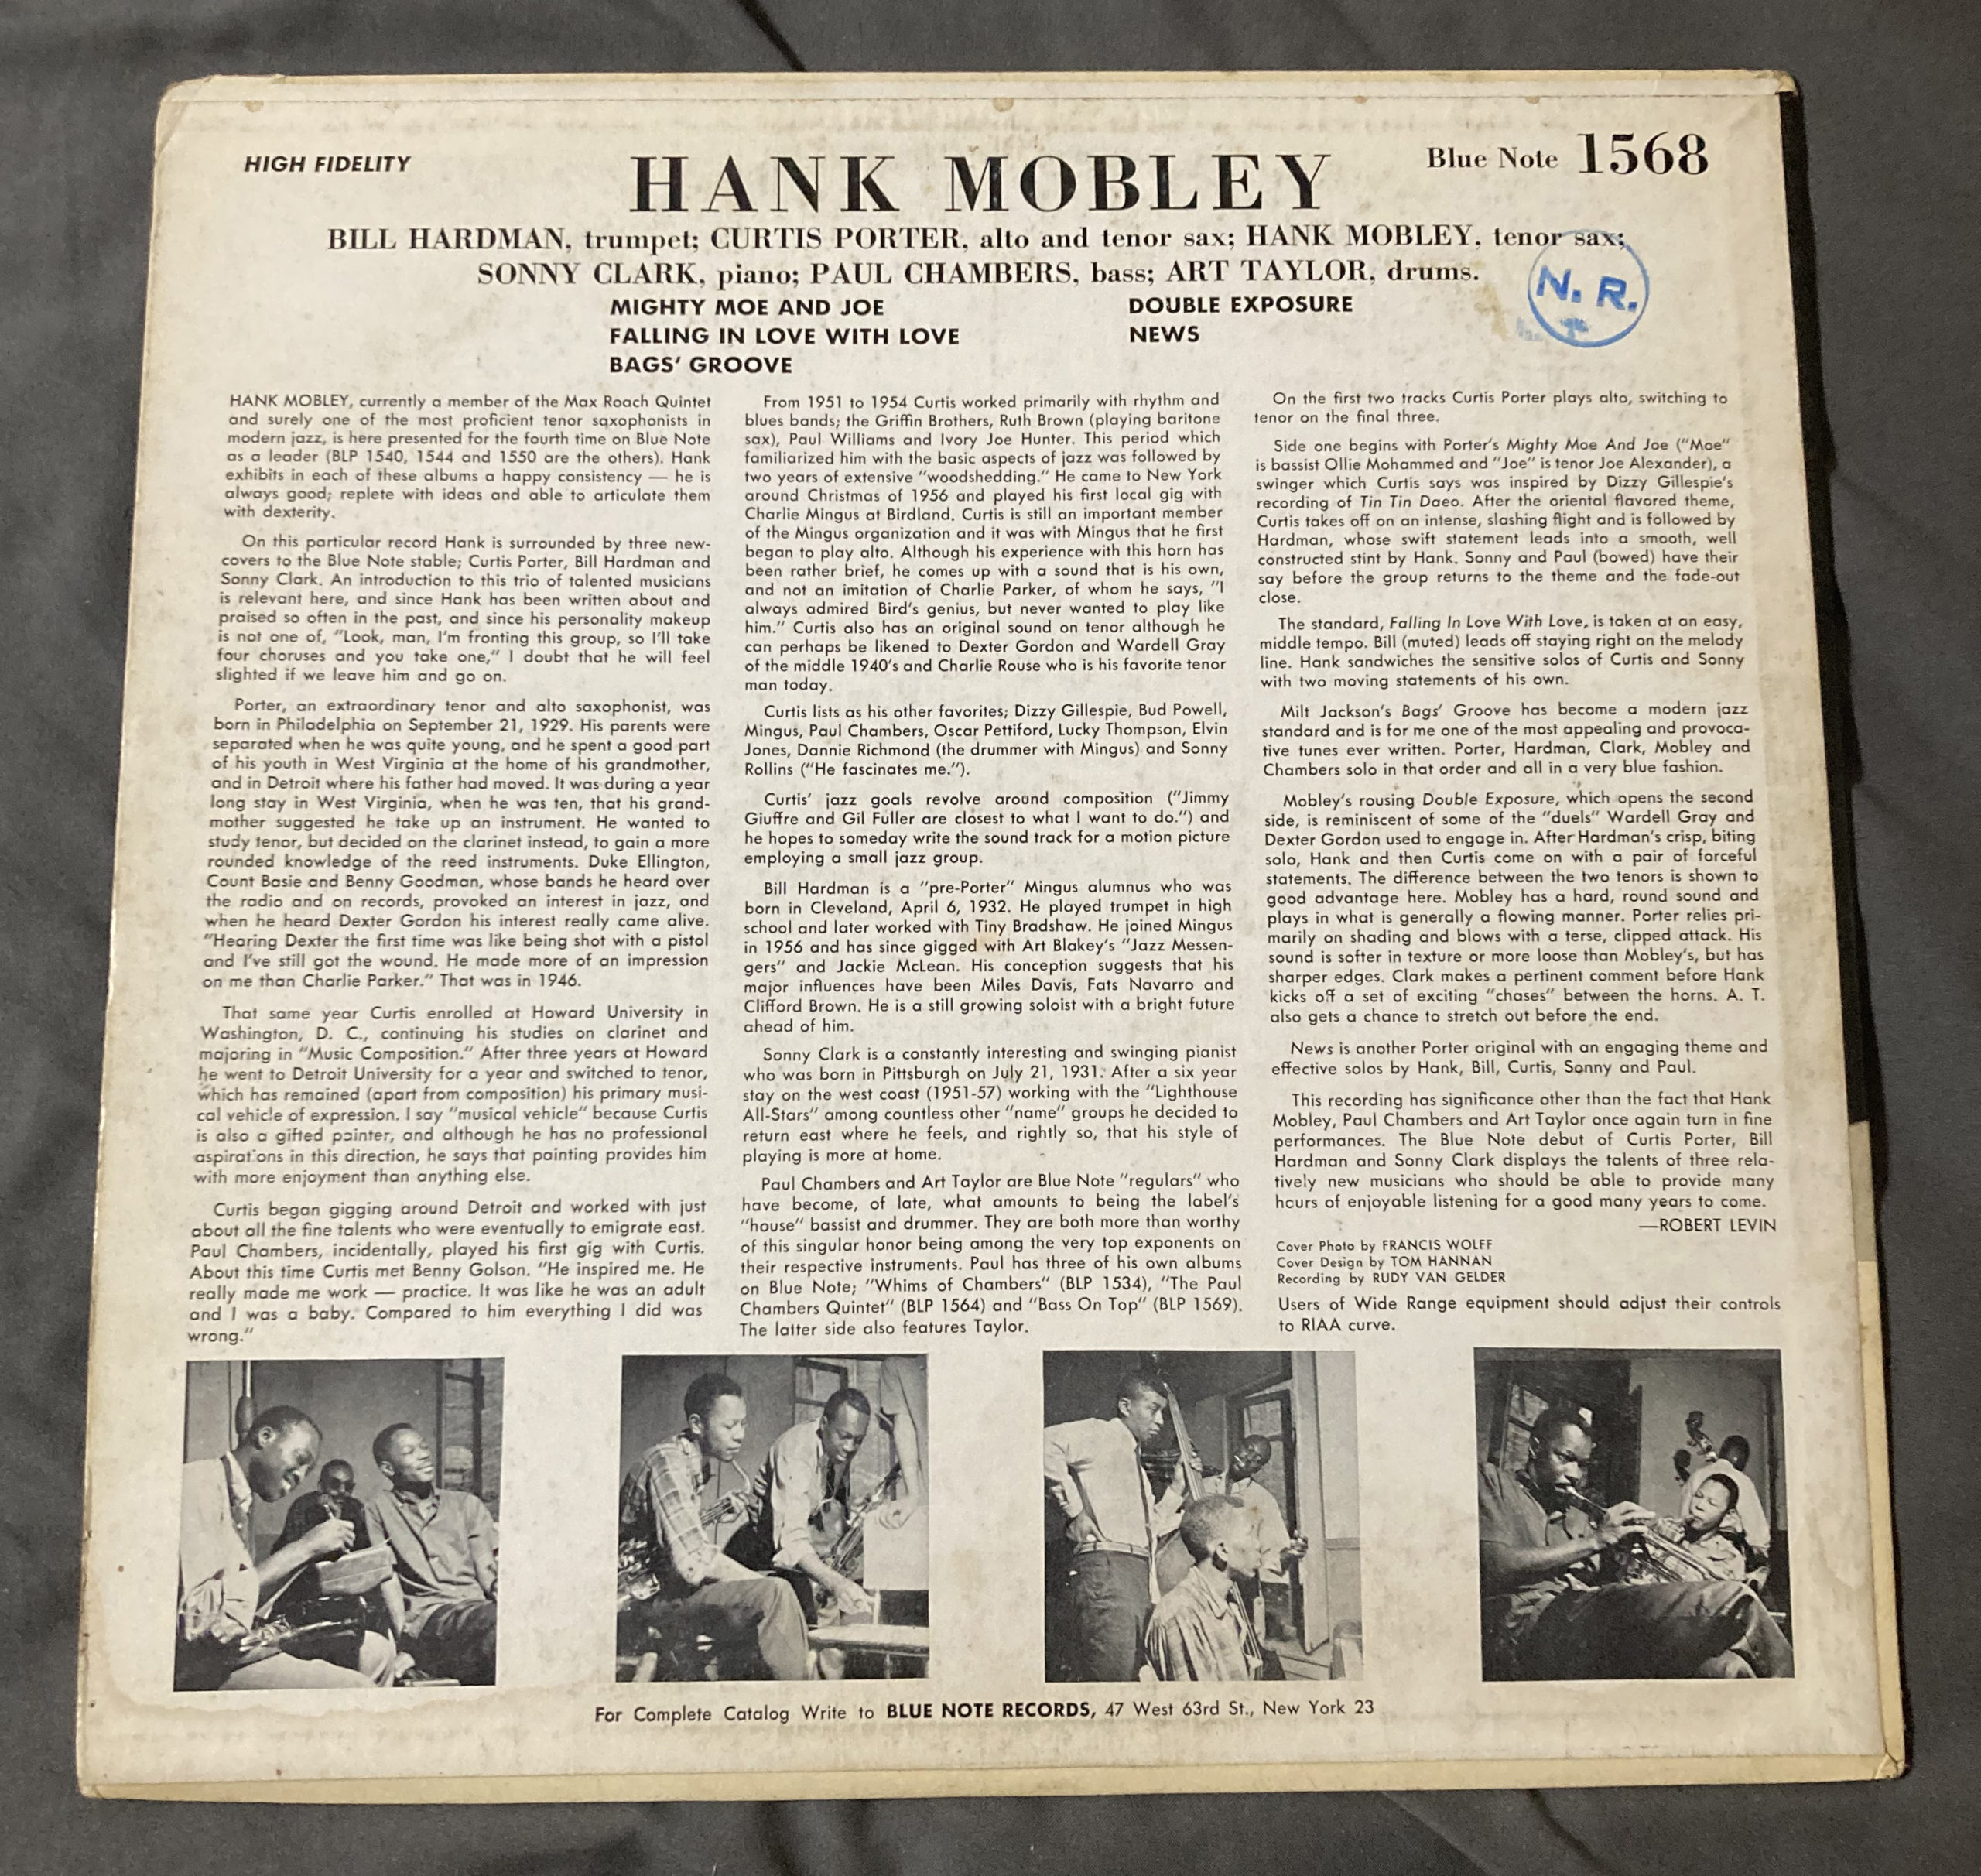 HIGH FIDELITY
HANK MOBLEY
Blue Note 1568
BILL HARDMAN, trumpet; CURTIS PORTER, alto and tenor sax; HANK MOBLEY, tenor sax;
SONNY CLARK, piano; PAUL CHAMBERS, bass; ART TAYLOR, drums.
N. R.
MIGHTY MOE AND JOE
FALLING IN LOVE WITH LOVE
BAGS' GROOVE
DOUBLE EXPOSURE
NEWS
HANK MOBLEY, currently a member of the Max Roach Quintet
and surely one of the most proficient tenor saxophonists in
modern jazz, is here presented for the fourth time on Blue Note
as a leader (BLP 1540, 1544 and 1550 are the others). Hank
exhibits in each of these albums a happy consistency — he is
always good; replete with ideas and able to articulate them
with dexterity.
On this particular record Hank is surrounded by three new-
covers to the Blue Note stable; Curtis Porter, Bill Hardman and
Sonny Clark. An introduction to this trio of talented musicians
is relevant here, and since Hank has been written about and
praised so often in the past, and since his personality makeup
is not one of, "Look, man, I'm fronting this group, so I'll take
four choruses and you take one," I doubt that he will feel
slighted if we leave him and go on.
Porter, an extraordinary tenor and alto saxophonist, was
born in Philadelphia on September 21, 1929. His parents were
separated when he was quite young, and he spent a good part
of his youth in West Virginia at the home of his grandmother,
and in Detroit where his father had moved. It was during a year
long stay in West Virginia, when he was ten, that his grand-
mother suggested he take up an instrument. He wanted to
study tenor, but decided on the clarinet instead, to gain a more
rounded knowledge of the reed instruments. Duke Ellington,
Count Basie and Benny Goodman, whose bands he heard over
the radio and on records, provoked an interest in jazz, and
when he heard Dexter Gordon his interest really came alive.
"Hearing Dexter the first time was like being shot with a pistol
and I've still got the wound. He made more of an impression
on me than Charlie Parker." That was in 1946.
That same year Curtis enrolled at Howard University in
Washington, D. C., continuing his studies on clarinet and
majoring in "Music Composition." After three years at Howard
he went to Detroit University for a year and switched to tenor,
which has remained (apart from composition) his primary musi-
cal vehicle of expression. I say "musical vehicle" because Curtis
is also a gifted painter, and although he has no professional
aspirations in this direction, he says that painting provides him
with more enjoyment than anything else.
Curtis began gigging around Detroit and worked with just
about all the fine talents who were eventually to emigrate east.
Paul Chambers, incidentally, played his first gig with Curtis.
About this time Curtis met Benny Golson. "He inspired me. He
really made me work — practice. It was like he was an adult
and I was a baby. Compared to him everything I did was
wrong."
From 1951 to 1954 Curtis worked primarily with rhythm and
blues bands; the Griffin Brothers, Ruth Brown (playing baritone
sax), Paul Williams and Ivory Joe Hunter. This period which
familiarized him with the basic aspects of jazz was followed by
two years of extensive "woodshedding." He came to New York
around Christmas of 1956 and played his first local gig with
Charlie Mingus at Birdland. Curtis is still an important member
of the Mingus organization and it was with Mingus that he first
began to play alto. Although his experience with this horn has
been rather brief, he comes up with a sound that is his own,
and not an imitation of Charlie Parker, of whom he says, "I
always admired Bird's genius, but never wanted to play like
him." Curtis also has an original sound on tenor although he
can perhaps be likened to Dexter Gordon and Wardell Gray
of the middle 1940's and Charlie Rouse who is his favorite tenor
man today.
Curtis lists as his other favorites; Dizzy Gillespie, Bud Powell,
Mingus, Paul Chambers, Oscar Pettiford, Lucky Thompson, Elvin
Jones, Dannie Richmond (the drummer with Mingus) and Sonny
Rollins ("He fascinates me.").
Curtis' jazz goals revolve around composition ("Jimmy
Giuffre and Gil Fuller are closest to what I want to do.") and
he hopes to someday write the sound track for a motion picture
employing a small jazz group.
Bill Hardman is a "pre-Porter" Mingus alumnus who was
born in Cleveland, April 6, 1932. He played trumpet in high
school and later worked with Tiny Bradshaw. He joined Mingus
in 1956 and has since gigged with Art Blakey's "Jazz Messen-
gers" and Jackie McLean. His conception suggests that his
major influences have been Miles Davis, Fats Navarro and
Clifford Brown. He is a still growing soloist with a bright future
ahead of him.
Sonny Clark is a constantly interesting and swinging pianist
who was born in Pittsburgh on July 21, 1931. After a six year
stay on the west coast (1951-57) working with the "Lighthouse
All-Stars" among countless other "name" groups he decided to
return east where he feels, and rightly so, that his style of
playing is more at home.
Paul Chambers and Art Taylor are Blue Note "regulars" who
have become, of late, what amounts to being the label's
"house" bassist and drummer. They are both more than worthy
of this singular honor being among the very top exponents on
their respective instruments. Paul has three of his own albums
on Blue Note; "Whims of Chambers" (BLP 1534), "The Paul
Chambers Quintet" (BLP 1564) and "Bass On Top" (BLP 1569).
The latter side also features Taylor.
On the first two tracks Curtis Porter plays alto, switching to
tenor on the final three.
Side one begins with Porter's Mighty Moe And Joe ("Moe"
is bassist Ollie Mohammed and "Joe" is tenor Joe Alexander), a
swinger which Curtis says was inspired by Dizzy Gillespie's
recording of Tin Tin Daeo. After the oriental flavored theme,
Curtis takes off on an intense, slashing flight and is followed by
Hardman, whose swift statement leads into a smooth, well
constructed stint by Hank. Sonny and Paul (bowed) have their
say before the group returns to the theme and the fade-out
close.
The standard, Falling In Love With Love, is taken at an easy,
middle tempo. Bill (muted) leads off staying right on the melody
line. Hank sandwiches the sensitive solos of Curtis and Sonny
with two moving statements of his own.
Milt Jackson's Bags' Groove has become a modern jazz
standard and is for me one of the most appealing and provoca-
tive tunes ever written. Porter, Hardman, Clark, Mobley and
Chambers solo in that order and all in a very blue fashion.
Mobley's rousing Double Exposure, which opens the second
side, is reminiscent of some of the "duels" Wardell Gray and
Dexter Gordon used to engage in. After Hardman's crisp, biting
solo, Hank and then Curtis come on with a pair of forceful
statements. The difference between the two tenors is shown to
good advantage here. Mobley has a hard, round sound and
plays in what is generally a flowing manner. Porter relies pri-
marily on shading and blows with a terse, clipped attack. His
sound is softer in texture or more loose than Mobley's, but has
sharper edges. Clark makes a pertinent comment before Hank
kicks off a set of exciting "chases" between the horns. A. T.
also gets a chance to stretch out before the end.
News is another Porter original with an engaging theme and
effective solos by Hank, Bill, Curtis, Sonny and Paul.
This recording has significance other than the fact that Hank
Mobley, Paul Chambers and Art Taylor once again turn in fine
performances. The Blue Note debut of Curtis Porter, Bill
Hardman and Sonny Clark displays the talents of three rela-
tively new musicians who should be able to provide many
hours of enjoyable listening for a good many years to come.
—ROBERT LEVIN
Cover Photo by FRANCIS WOLFF
Cover Design by TOM HANNAN
Recording by RUDY VAN GELDER
Users of Wide Range equipment should adjust their controls
to RIAA curve.
For Complete Catalog Write to BLUE NOTE RECORDS, 47 West 63rd St., New York 23